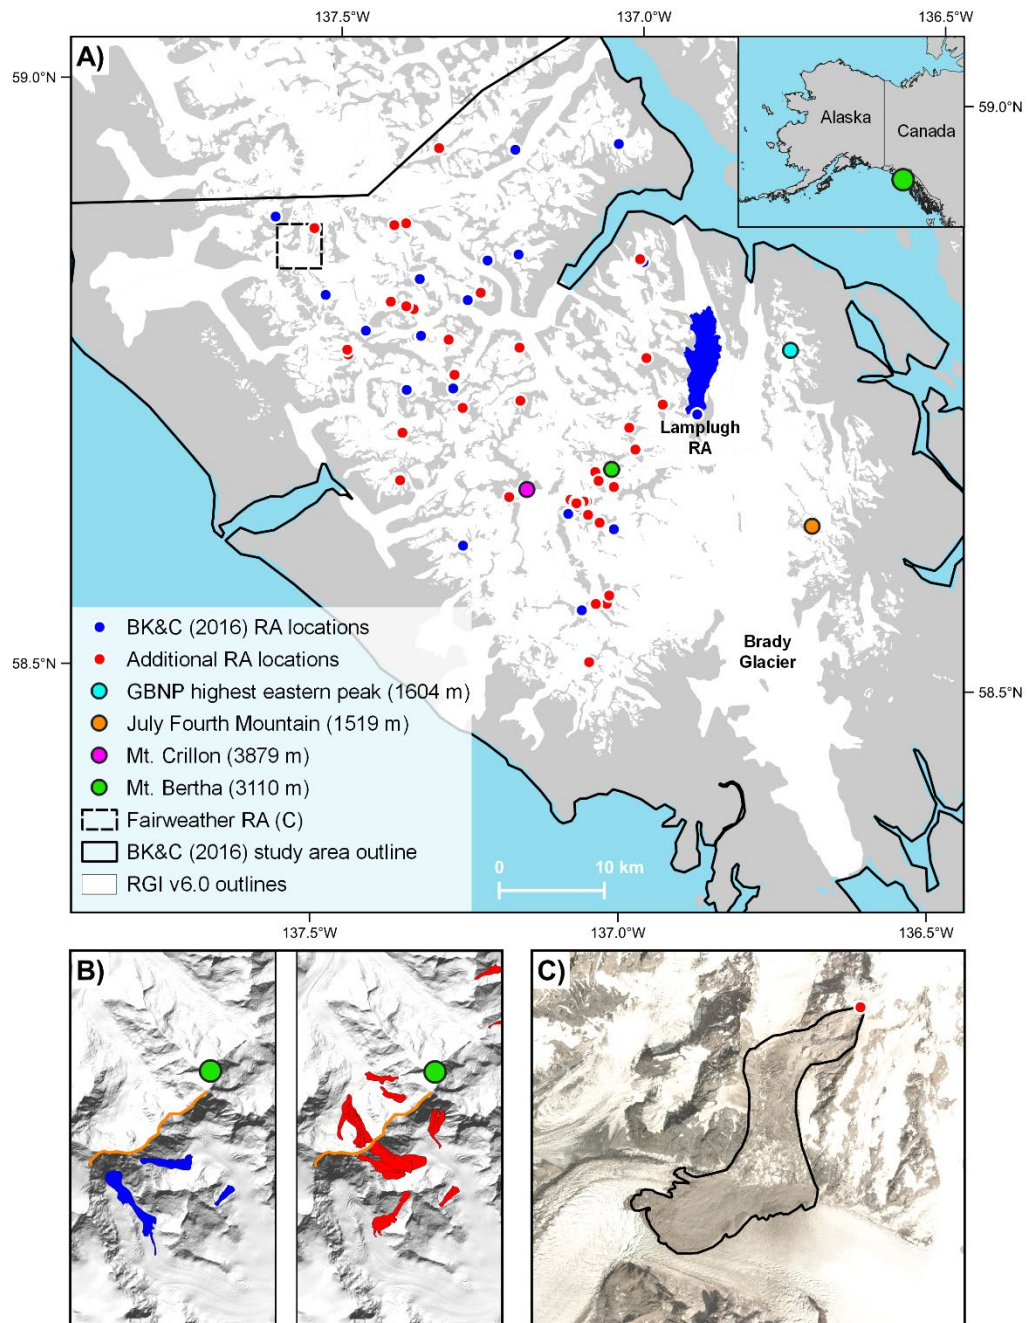 137.5°W 137.0°W 136.5°W
A)
59.0°N
59.0°N
Alaska
Canada
Lamplugh
RA
Brady
Glacier
58.5°N
58.5°N
BK&C (2016) RA locations
Additional RA locations
GBNP highest eastern peak (1604 m)
July Fourth Mountain (1519 m)
Mt. Crillon (3879 m)
Mt. Bertha (3110 m)
Fairweather RA (C)
BK&C (2016) study area outline
RGI v6.0 outlines
0 10 km
137.5°W 137.0°W 136.5°W
B)
C)